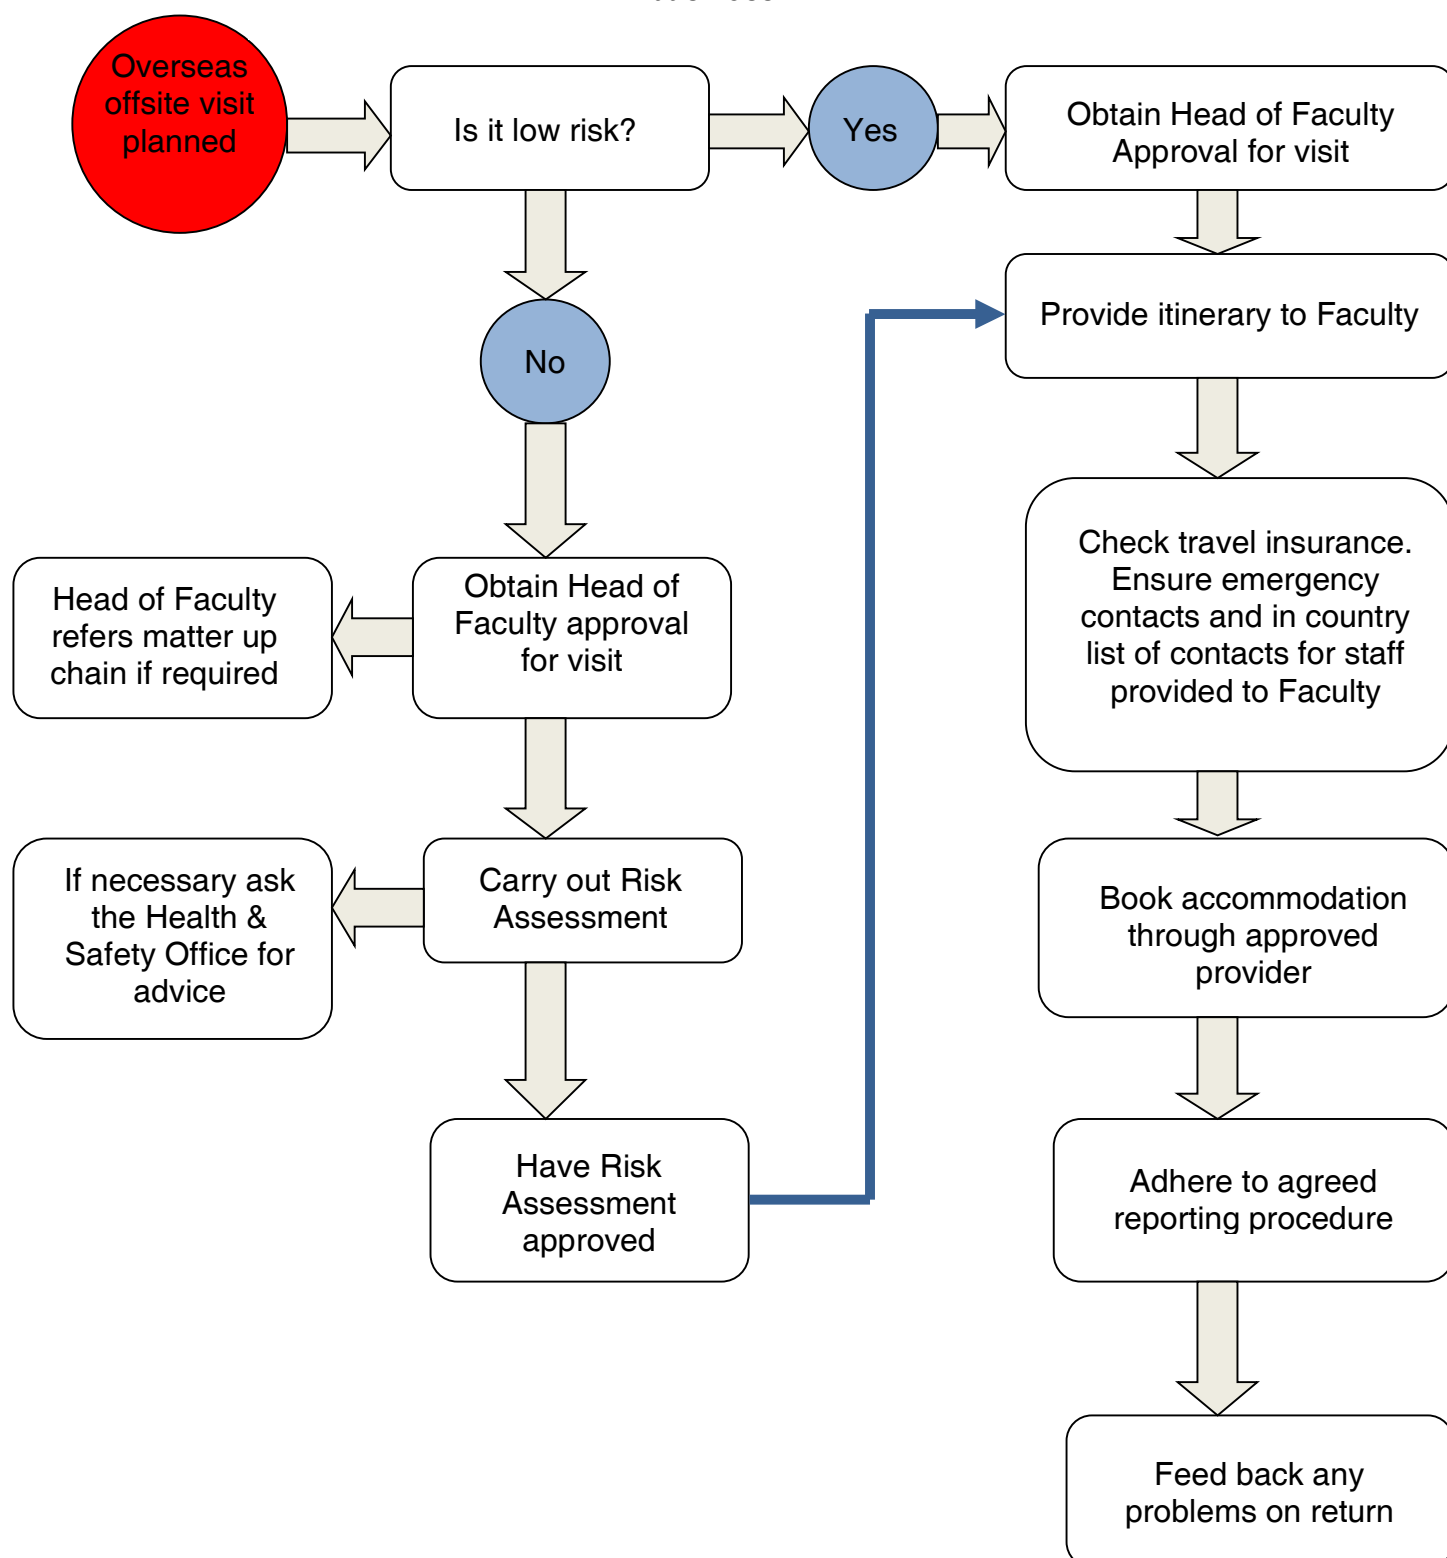 Overseas
offsite visit
planned
Is it low risk?
Yes
Obtain Head of Faculty
Approval for visit
Provide itinerary to Faculty
No
Check travel insurance.
Ensure emergency
contacts and in country
list of contacts for staff
provided to Faculty
Obtain Head of
Faculty approval
for visit
Head of Faculty
refers matter up
chain if required
Carry out Risk
Assessment
If necessary ask
the Health &
Safety Office for
advice
Book accommodation
through approved
provider
Have Risk
Assessment
approved
Adhere to agreed
reporting procedure
Feed back any
problems on return